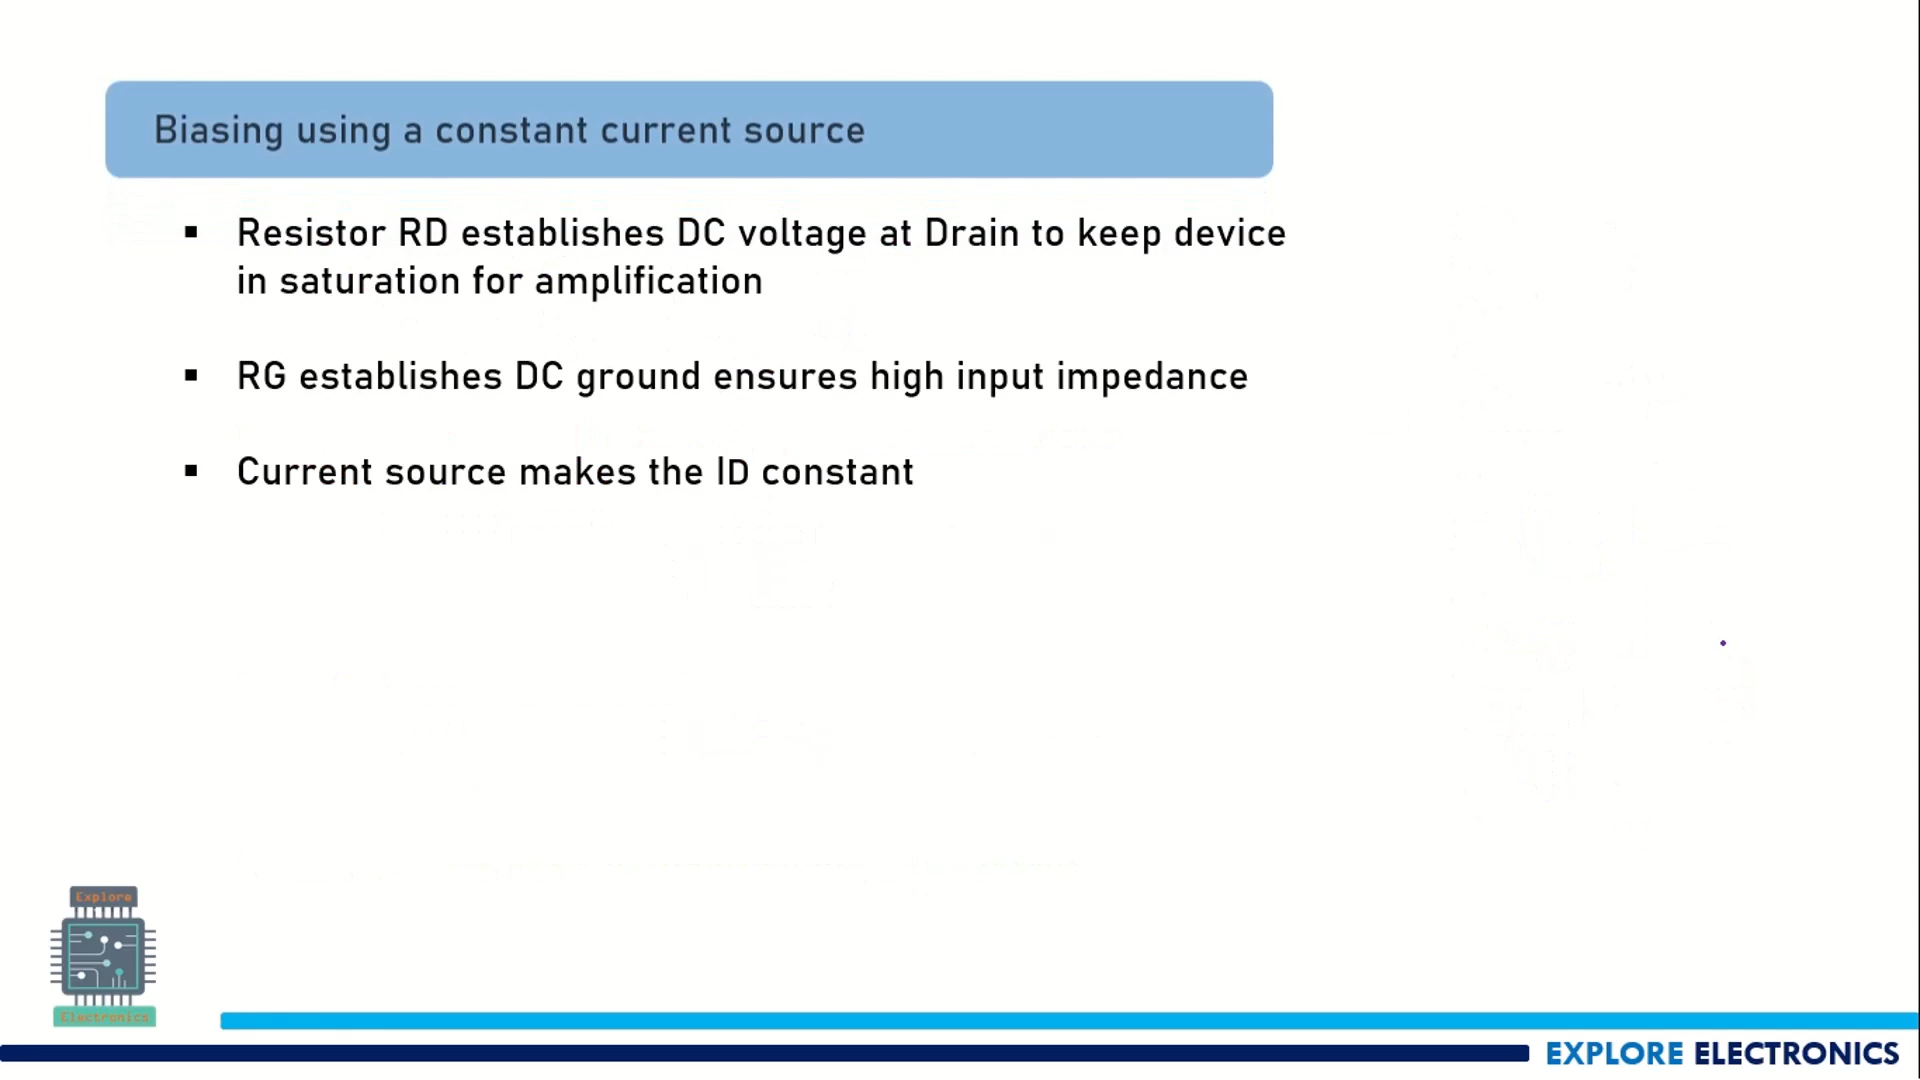 Biasing using a constant current source
▪ Resistor RD establishes DC voltage at Drain to keep device
in saturation for amplification
▪ RG establishes DC ground ensures high input impedance
▪ Current source makes the ID constant
Explore
Electronics
EXPLORE ELECTRONICS